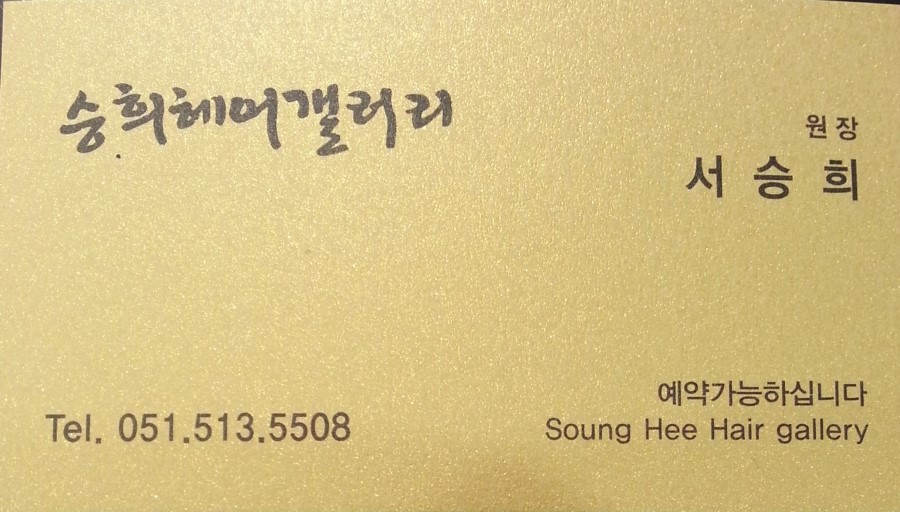 승희헤어갤러리
원장
서승희
Tel. 051.513.5508
예약가능하십니다
Soung Hee Hair gallery